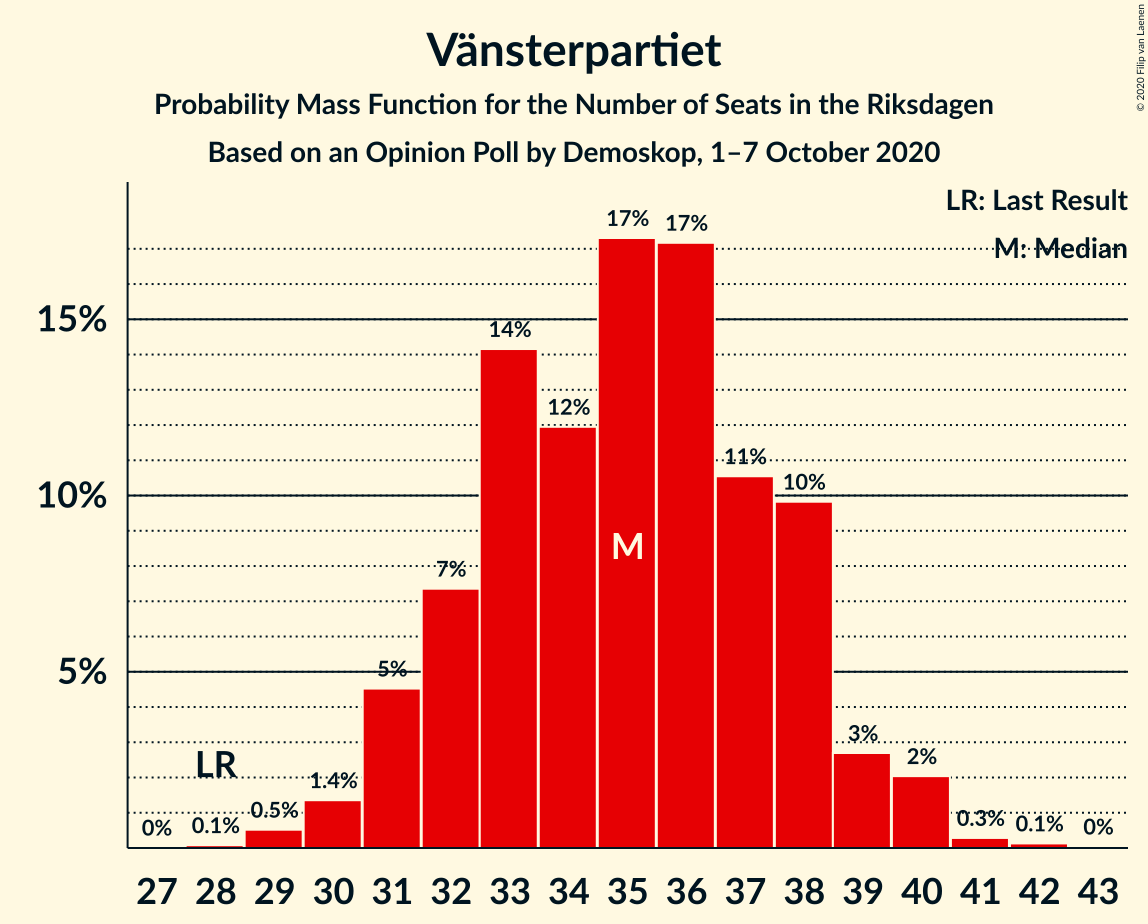 Vänsterpartiet
Probability Mass Function for the Number of Seats in the Riksdagen
Based on an Opinion Poll by Demoskop, 1–7 October 2020
© 2020 Filip van Laenen
LR: Last Result
M: Median
15%
10%
5%
0%
0.1%
0.5%
1.4%
5%
7%
14%
12%
17%
17%
11%
10%
3%
2%
0.3%
0.1%
0%
LR
M
27 28 29 30 31 32 33 34 35 36 37 38 39 40 41 42 43